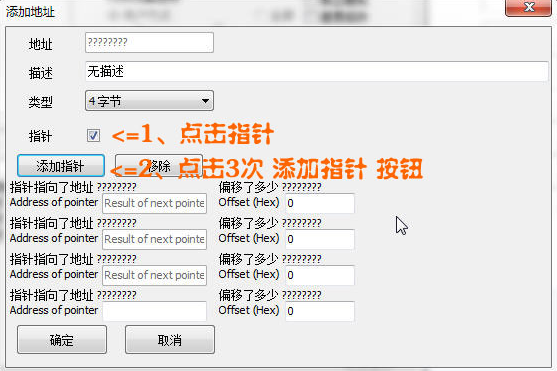 添加地址
地址 ????????
描述 无描述
类型 4 字节
指针 <=1、点击指针
添加指针 移除 <=2、点击3次 添加指针 按钮
指针指向了地址 ???????? 偏移了多少 ????????
Address of pointer Result of next pointe Offset (Hex) 0
指针指向了地址 ???????? 偏移了多少 ????????
Address of pointer Result of next pointe Offset (Hex) 0
指针指向了地址 ???????? 偏移了多少 ????????
Address of pointer Result of next pointe Offset (Hex) 0
指针指向了地址 ???????? 偏移了多少 ????????
Address of pointer Offset (Hex) 0
确定 取消